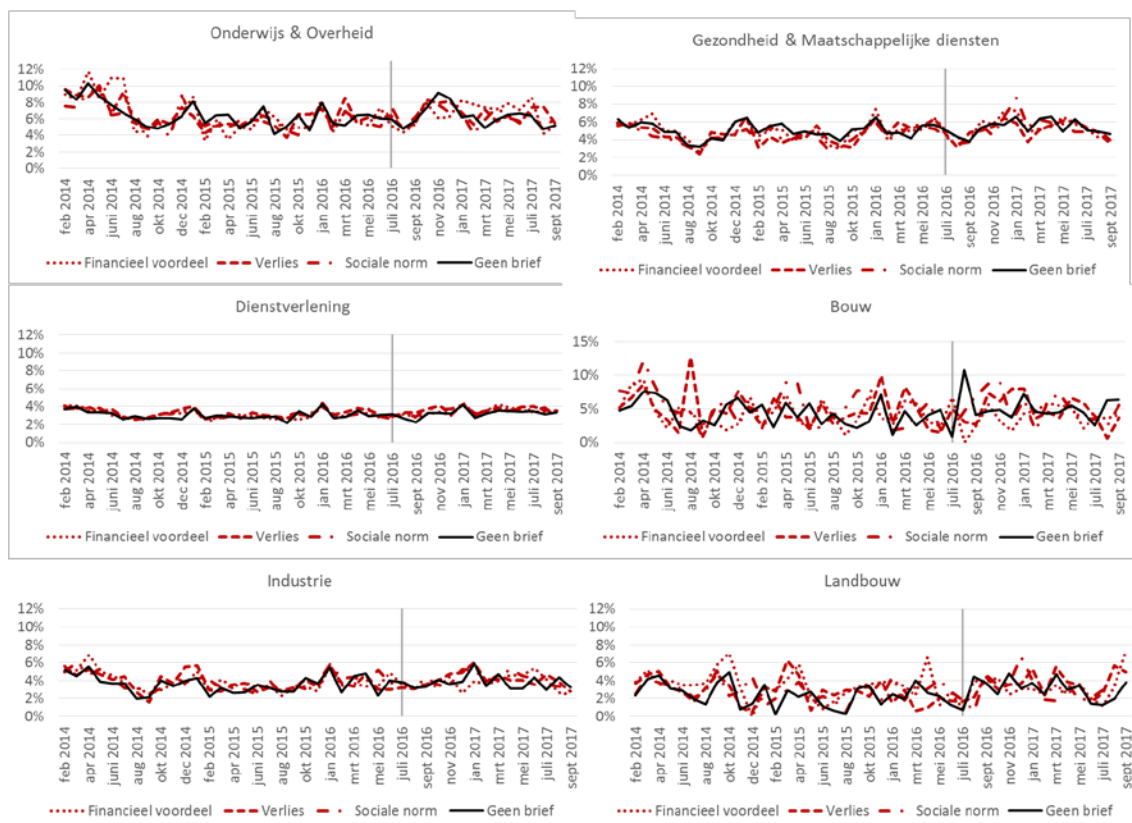 Onderwijs & Overheid
12%
10%
8%
6%
4%
2%
0%
feb 2014
apr 2014
juni 2014
aug 2014
okt 2014
dec 2014
feb 2015
apr 2015
juni 2015
aug 2015
okt 2015
jan 2016
mrt 2016
mei 2016
juli 2016
sept 2016
nov 2016
jan 2017
mrt 2017
mei 2017
juli 2017
sept 2017
Financieel voordeel Verlies Sociale norm Geen brief
Gezondheid & Maatschappelijke diensten
12%
10%
8%
6%
4%
2%
0%
feb 2014
apr 2014
juni 2014
aug 2014
okt 2014
dec 2014
feb 2015
apr 2015
juni 2015
aug 2015
okt 2015
jan 2016
mrt 2016
mei 2016
juli 2016
sept 2016
nov 2016
jan 2017
mrt 2017
mei 2017
juli 2017
sept 2017
Financieel voordeel Verlies Sociale norm Geen brief
Dienstverlening
12%
10%
8%
6%
4%
2%
0%
feb 2014
apr 2014
juni 2014
aug 2014
okt 2014
dec 2014
feb 2015
apr 2015
juni 2015
aug 2015
okt 2015
jan 2016
mrt 2016
mei 2016
juli 2016
sept 2016
nov 2016
jan 2017
mrt 2017
mei 2017
juli 2017
sept 2017
Financieel voordeel Verlies Sociale norm Geen brief
Bouw
15%
10%
5%
0%
feb 2014
apr 2014
juni 2014
aug 2014
okt 2014
dec 2014
feb 2015
apr 2015
juni 2015
aug 2015
okt 2015
jan 2016
mrt 2016
mei 2016
juli 2016
sept 2016
nov 2016
jan 2017
mrt 2017
mei 2017
juli 2017
sept 2017
Financieel voordeel Verlies Sociale norm Geen brief
Industrie
12%
10%
8%
6%
4%
2%
0%
feb 2014
apr 2014
juni 2014
aug 2014
okt 2014
dec 2014
feb 2015
apr 2015
juni 2015
aug 2015
okt 2015
jan 2016
mrt 2016
mei 2016
juli 2016
sept 2016
nov 2016
jan 2017
mrt 2017
mei 2017
juli 2017
sept 2017
Financieel voordeel Verlies Sociale norm Geen brief
Landbouw
12%
10%
8%
6%
4%
2%
0%
feb 2014
apr 2014
juni 2014
aug 2014
okt 2014
dec 2014
feb 2015
apr 2015
juni 2015
aug 2015
okt 2015
jan 2016
mrt 2016
mei 2016
juli 2016
sept 2016
nov 2016
jan 2017
mrt 2017
mei 2017
juli 2017
sept 2017
Financieel voordeel Verlies Sociale norm Geen brief